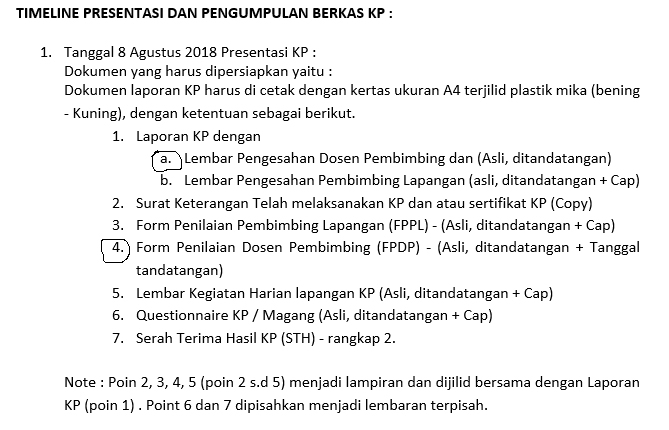 TIMELINE PRESENTASI DAN PENGUMPULAN BERKAS KP :
1. Tanggal 8 Agustus 2018 Presentasi KP :
Dokumen yang harus dipersiapkan yaitu :
Dokumen laporan KP harus di cetak dengan kertas ukuran A4 terjilid plastik mika (bening
- Kuning), dengan ketentuan sebagai berikut.
1. Laporan KP dengan
a. Lembar Pengesahan Dosen Pembimbing dan (Asli, ditandatangan)
b. Lembar Pengesahan Pembimbing Lapangan (asli, ditandatangan + Cap)
2. Surat Keterangan Telah melaksanakan KP dan atau sertifikat KP (Copy)
3. Form Penilaian Pembimbing Lapangan (FPPL) - (Asli, ditandatangan + Cap)
4. Form Penilaian Dosen Pembimbing (FPDP) - (Asli, ditandatangan + Tanggal
tandatangan)
5. Lembar Kegiatan Harian lapangan KP (Asli, ditandatangan + Cap)
6. Questionnaire KP / Magang (Asli, ditandatangan + Cap)
7. Serah Terima Hasil KP (STH) - rangkap 2.
Note : Poin 2, 3, 4, 5 (poin 2 s.d 5) menjadi lampiran dan dijilid bersama dengan Laporan
KP (poin 1) . Point 6 dan 7 dipisahkan menjadi lembaran terpisah.